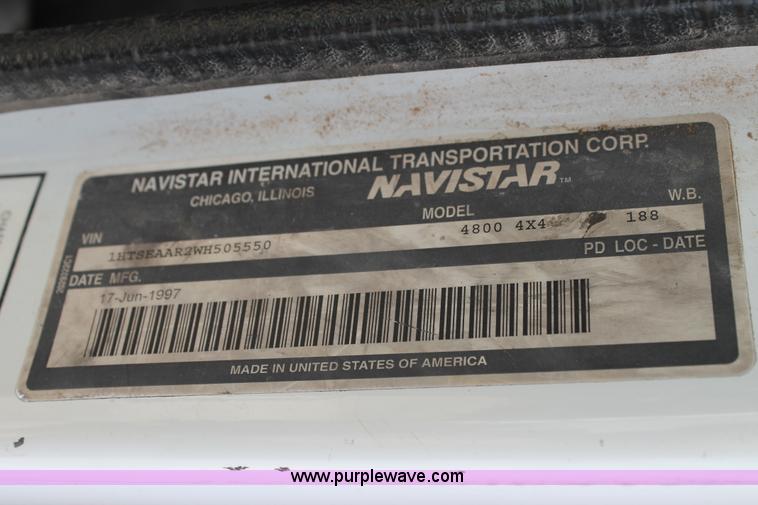 NAVISTAR INTERNATIONAL TRANSPORTATION CORP.
CHICAGO, ILLINOIS
NAVISTAR™
VIN MODEL W.B.
1HTSEAAR2WH505550 4800 4X4 188
DATE MFG. PD LOC - DATE
17-Jun-1997
MADE IN UNITED STATES OF AMERICA
www.purplewave.com